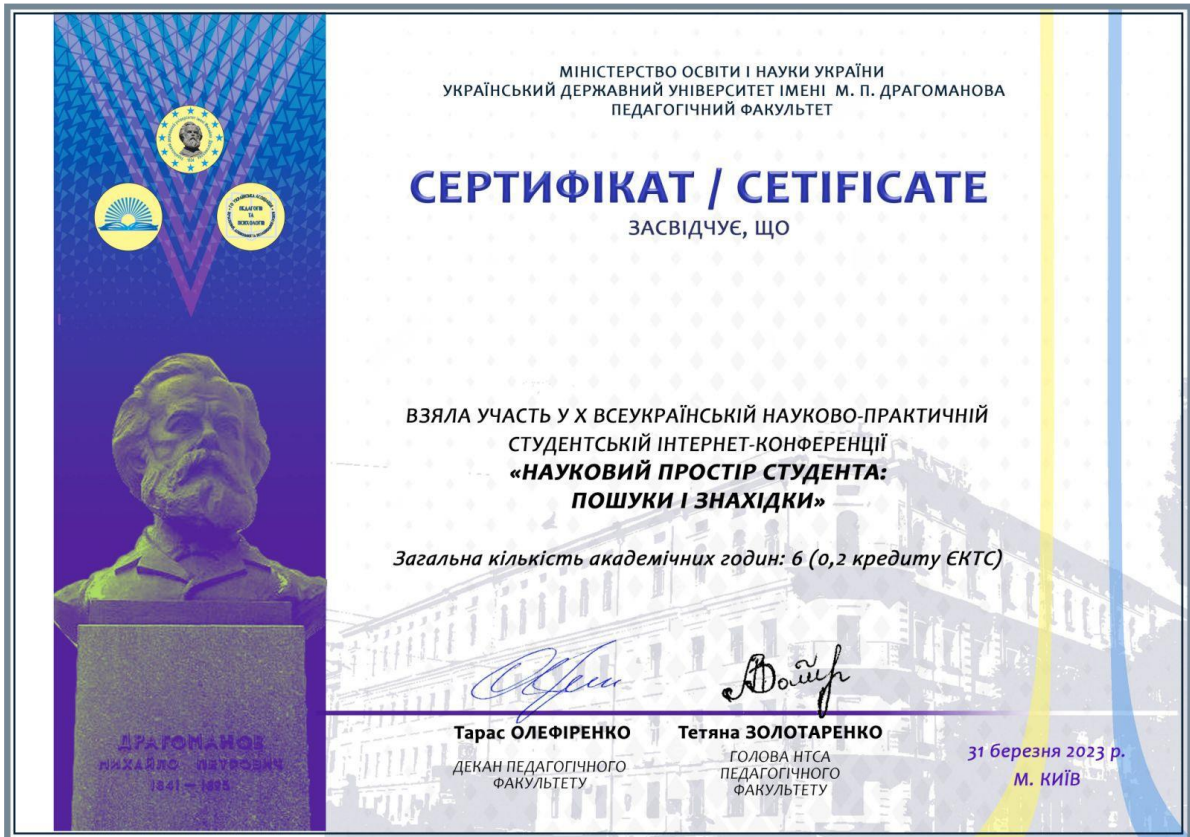 МІНІСТЕРСТВО ОСВІТИ І НАУКИ УКРАЇНИ
УКРАЇНСЬКИЙ ДЕРЖАВНИЙ УНІВЕРСИТЕТ ІМЕНІ М. П. ДРАГОМАНОВА
ПЕДАГОГІЧНИЙ ФАКУЛЬТЕТ
СЕРТИФІКАТ / CETIFICATE
ЗАСВІДЧУЄ, ЩО
ВЗЯЛА УЧАСТЬ У X ВСЕУКРАЇНСЬКІЙ НАУКОВО-ПРАКТИЧНІЙ
СТУДЕНТСЬКІЙ ІНТЕРНЕТ-КОНФЕРЕНЦІЇ
«НАУКОВИЙ ПРОСТІР СТУДЕНТА:
ПОШУКИ І ЗНАХІДКИ»
Загальна кількість академічних годин: 6 (0,2 кредиту ЄКТС)
Тарас ОЛЕФІРЕНКО
ДЕКАН ПЕДАГОГІЧНОГО
ФАКУЛЬТЕТУ
Тетяна ЗОЛОТАРЕНКО
ГОЛОВА НТСА
ПЕДАГОГІЧНОГО
ФАКУЛЬТЕТУ
31 березня 2023 р.
М. КИЇВ
ПЕДАГОГІВ
ТА
ПСИХОЛОГІВ
ДРАГОМАНОВ
МИХАЙЛО ПЕТРОВИЧ
1841 — 1895